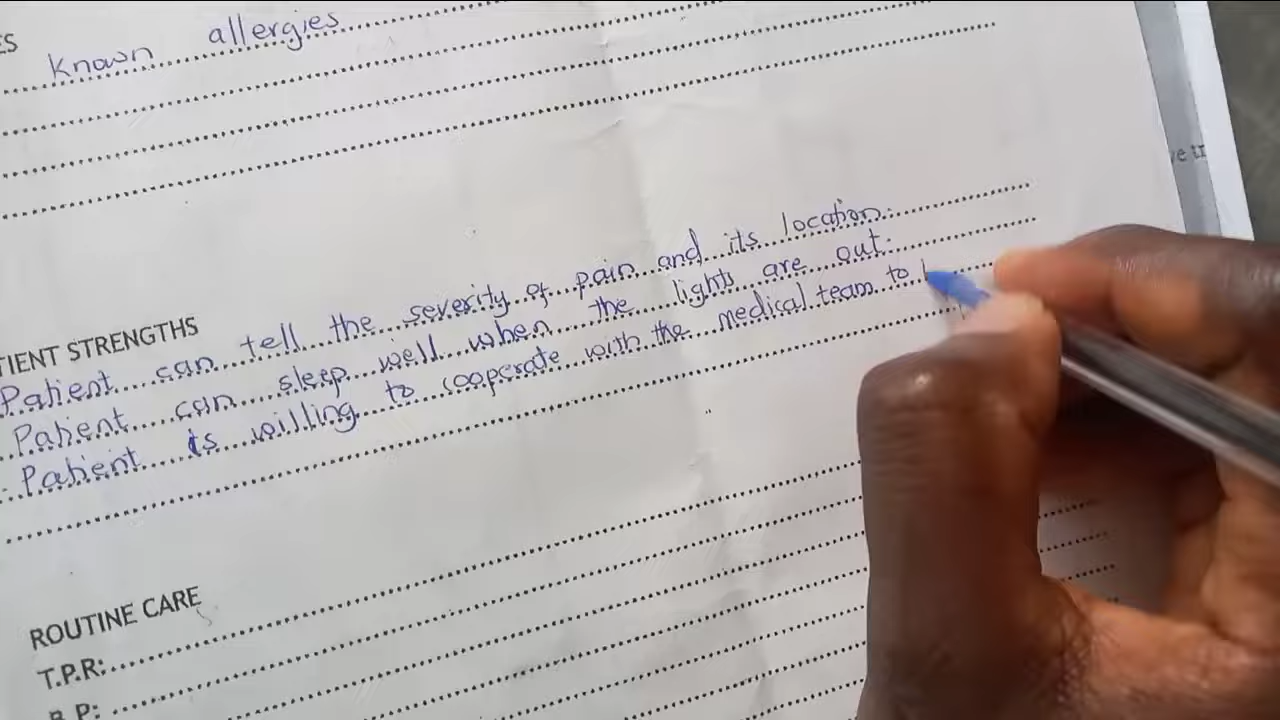 ES
known allergies
TIENT STRENGTHS
Patient can tell the severity of pain and its location.
Patient can sleep well when the lights are out.
Patient is willing to cooperate with the medical team to
ROUTINE CARE
T.P.R:
B.P: